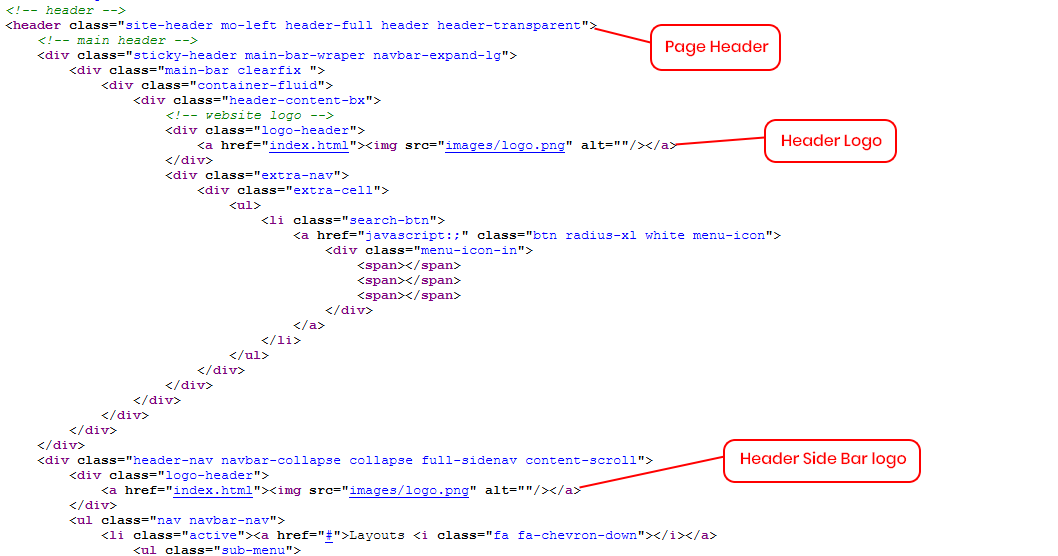 <!-- header -->
<header class="site-header mo-left header-full header header-transparent">
Page Header
<!-- main header -->
<div class="sticky-header main-bar-wraper navbar-expand-lg">
<div class="main-bar clearfix ">
<div class="container-fluid">
<div class="header-content-bx">
<!-- website logo -->
<div class="logo-header">
<a href="index.html"><img src="images/logo.png" alt=""/></a>
Header Logo
</div>
<div class="extra-nav">
<div class="extra-cell">
<ul>
<li class="search-btn">
<a href="javascript:;" class="btn radius-xl white menu-icon">
<div class="menu-icon-in">
<span></span>
<span></span>
<span></span>
</div>
</a>
</li>
</ul>
</div>
</div>
</div>
</div>
</div>
</div>
<div class="header-nav navbar-collapse collapse full-sidenav content-scroll">
Header Side Bar logo
<div class="logo-header">
<a href="index.html"><img src="images/logo.png" alt=""/></a>
</div>
<ul class="nav navbar-nav">
<li class="active"><a href="#">Layouts <i class="fa fa-chevron-down"></i></a>
<ul class="sub-menu">